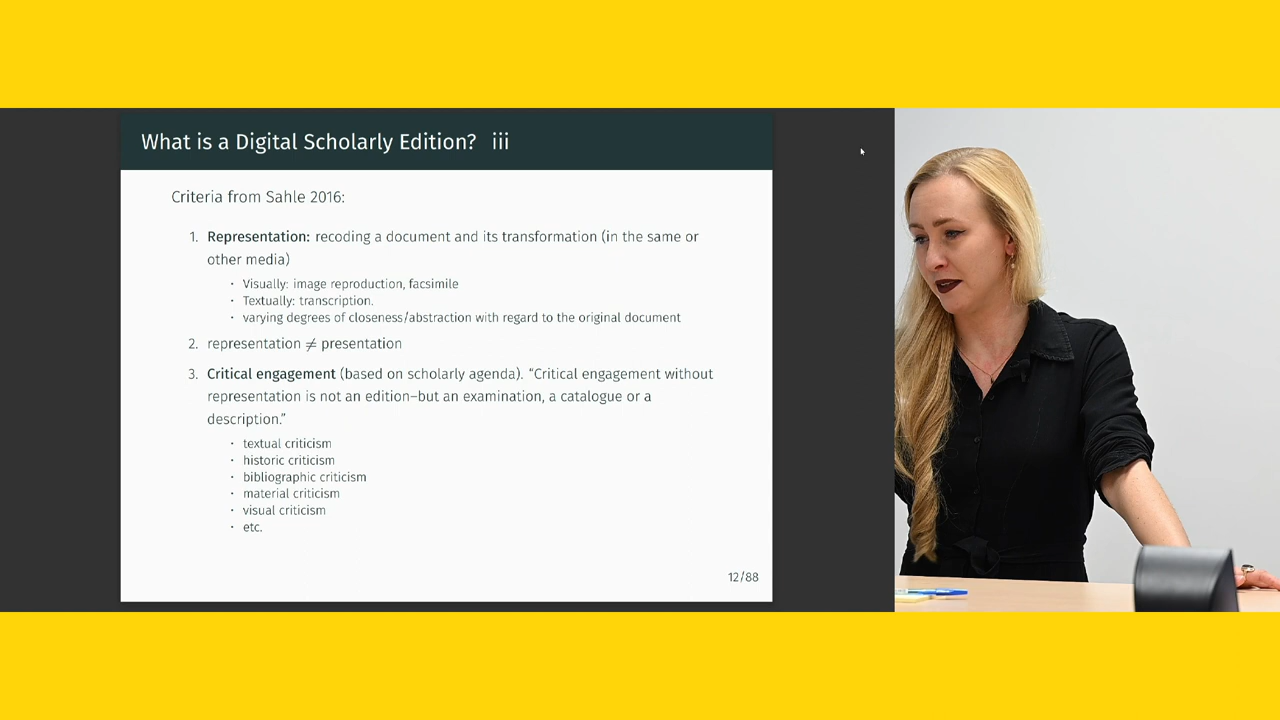 What is a Digital Scholarly Edition? iii
Criteria from Sahle 2016:
1. Representation: recoding a document and its transformation (in the same or
other media)
· Visually: image reproduction, facsimile
· Textually: transcription.
· varying degrees of closeness/abstraction with regard to the original document
2. representation ≠ presentation
3. Critical engagement (based on scholarly agenda). “Critical engagement without
representation is not an edition–but an examination, a catalogue or a
description.”
· textual criticism
· historic criticism
· bibliographic criticism
· material criticism
· visual criticism
· etc.
12/88